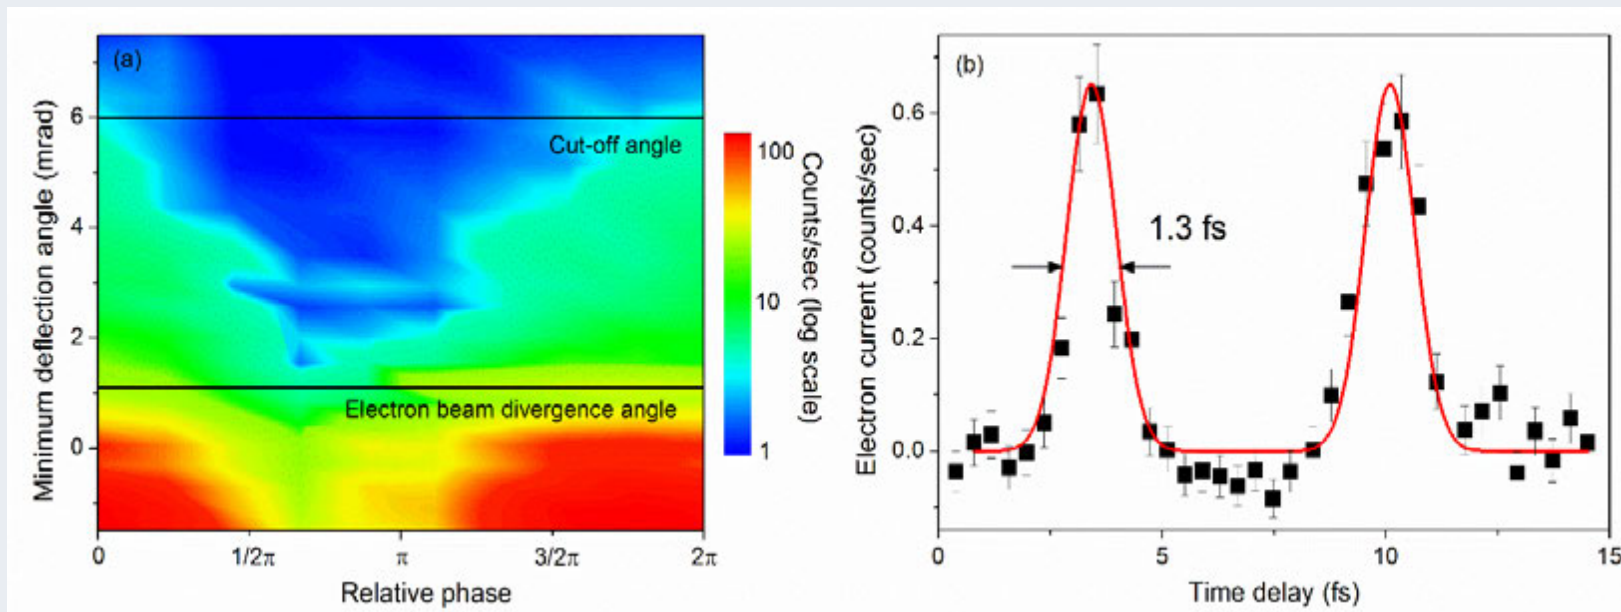 (a)
Minimum deflection angle (mrad)
6
4
2
0
Cut-off angle
Electron beam divergence angle
0
1/2π
π
3/2π
2π
Relative phase
100
10
1
Counts/sec (log scale)
(b)
Electron current (counts/sec)
0.6
0.4
0.2
0.0
1.3 fs
0
5
10
15
Time delay (fs)